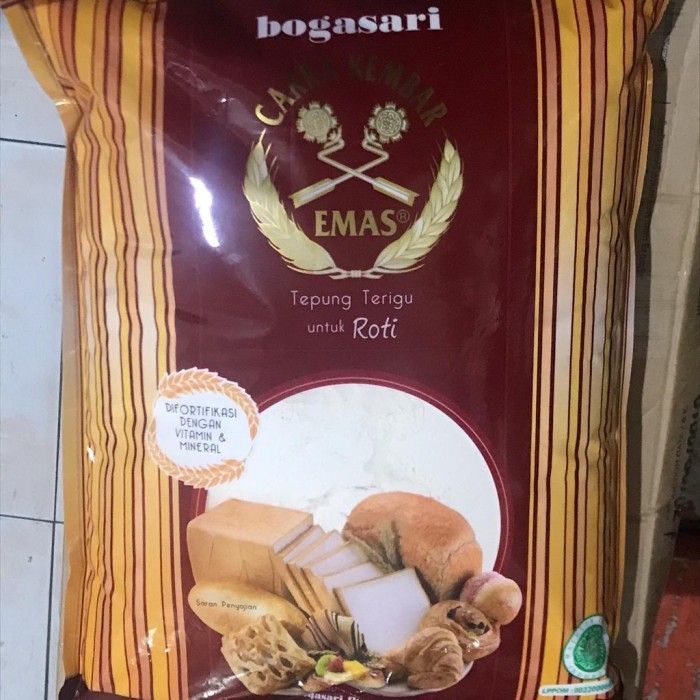 bogasari
CAKRA KEMBAR
EMAS®
Tepung Terigu
untuk Roti
DIFORTIFIKASI
DENGAN
VITAMIN &
MINERAL
Saran Penyajian